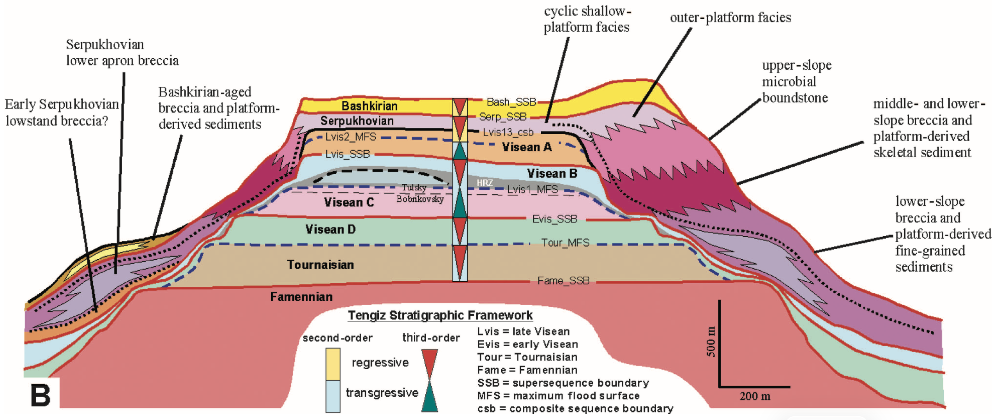 cyclic shallow-
platform facies
outer-platform facies
Serpukhovian
lower apron breccia
upper-slope
microbial
boundstone
Early Serpukhovian
lowstand breccia?
Bashkirian-aged
breccia and platform-
derived sediments
middle- and lower-
slope breccia and
platform-derived
skeletal sediment
lower-slope
breccia and
platform-derived
fine-grained
sediments
Bashkirian
Bash_SSB
Serp_SSB
Serpukhovian
Lvis13_csb
Lvis2_MFS
Visean A
Lvis_SSB
Visean B
HRZ
Tulsky
Lvis1_MFS
Bobrikovsky
Visean C
Evis_SSB
Visean D
Tour_MFS
Tournaisian
Fame_SSB
Famennian
Tengiz Stratigraphic Framework
second-order
third-order
regressive
transgressive
Lvis = late Visean
Evis = early Visean
Tour = Tournaisian
Fame = Famennian
SSB = supersequence boundary
MFS = maximum flood surface
csb = composite sequence boundary
500 m
200 m
B